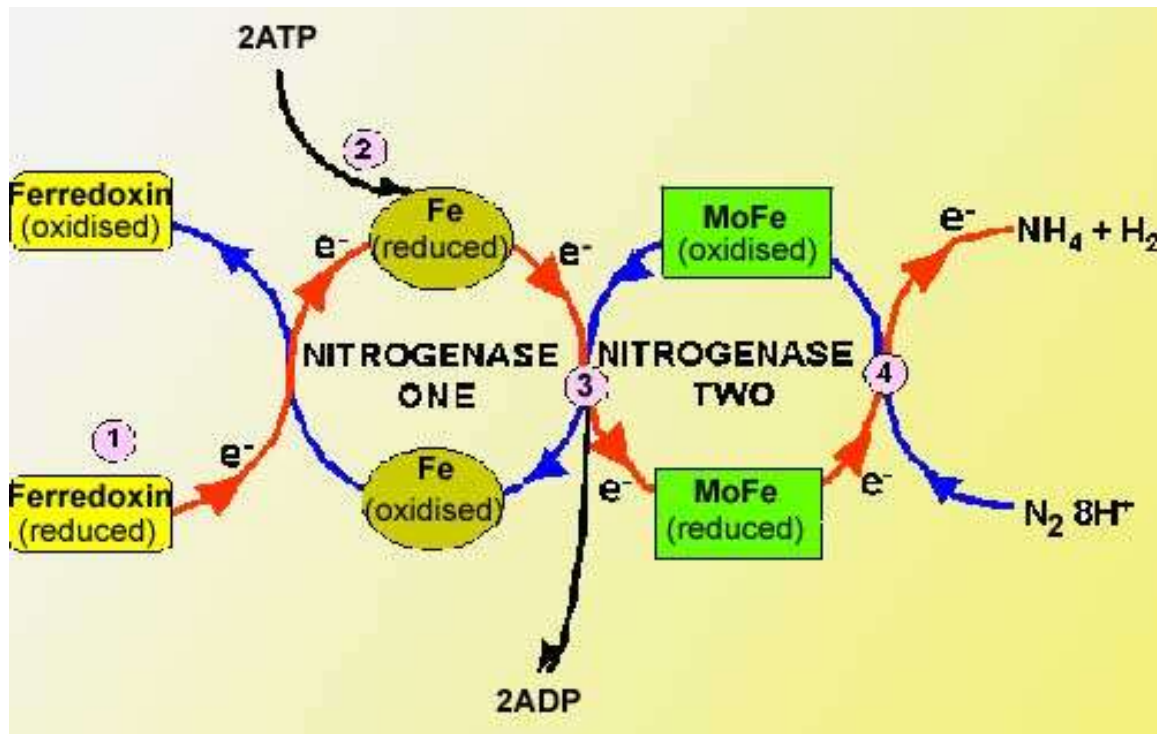 2ATP
2
Ferredoxin
(oxidised)
Fe
(reduced)
MoFe
(oxidised)
e-
e-
e-
NH₄ + H₂
NITROGENASE
ONE
NITROGENASE
TWO
3
4
1
e-
Ferredoxin
(reduced)
Fe
(oxidised)
e-
MoFe
(reduced)
e-
N₂ 8H⁺
2ADP